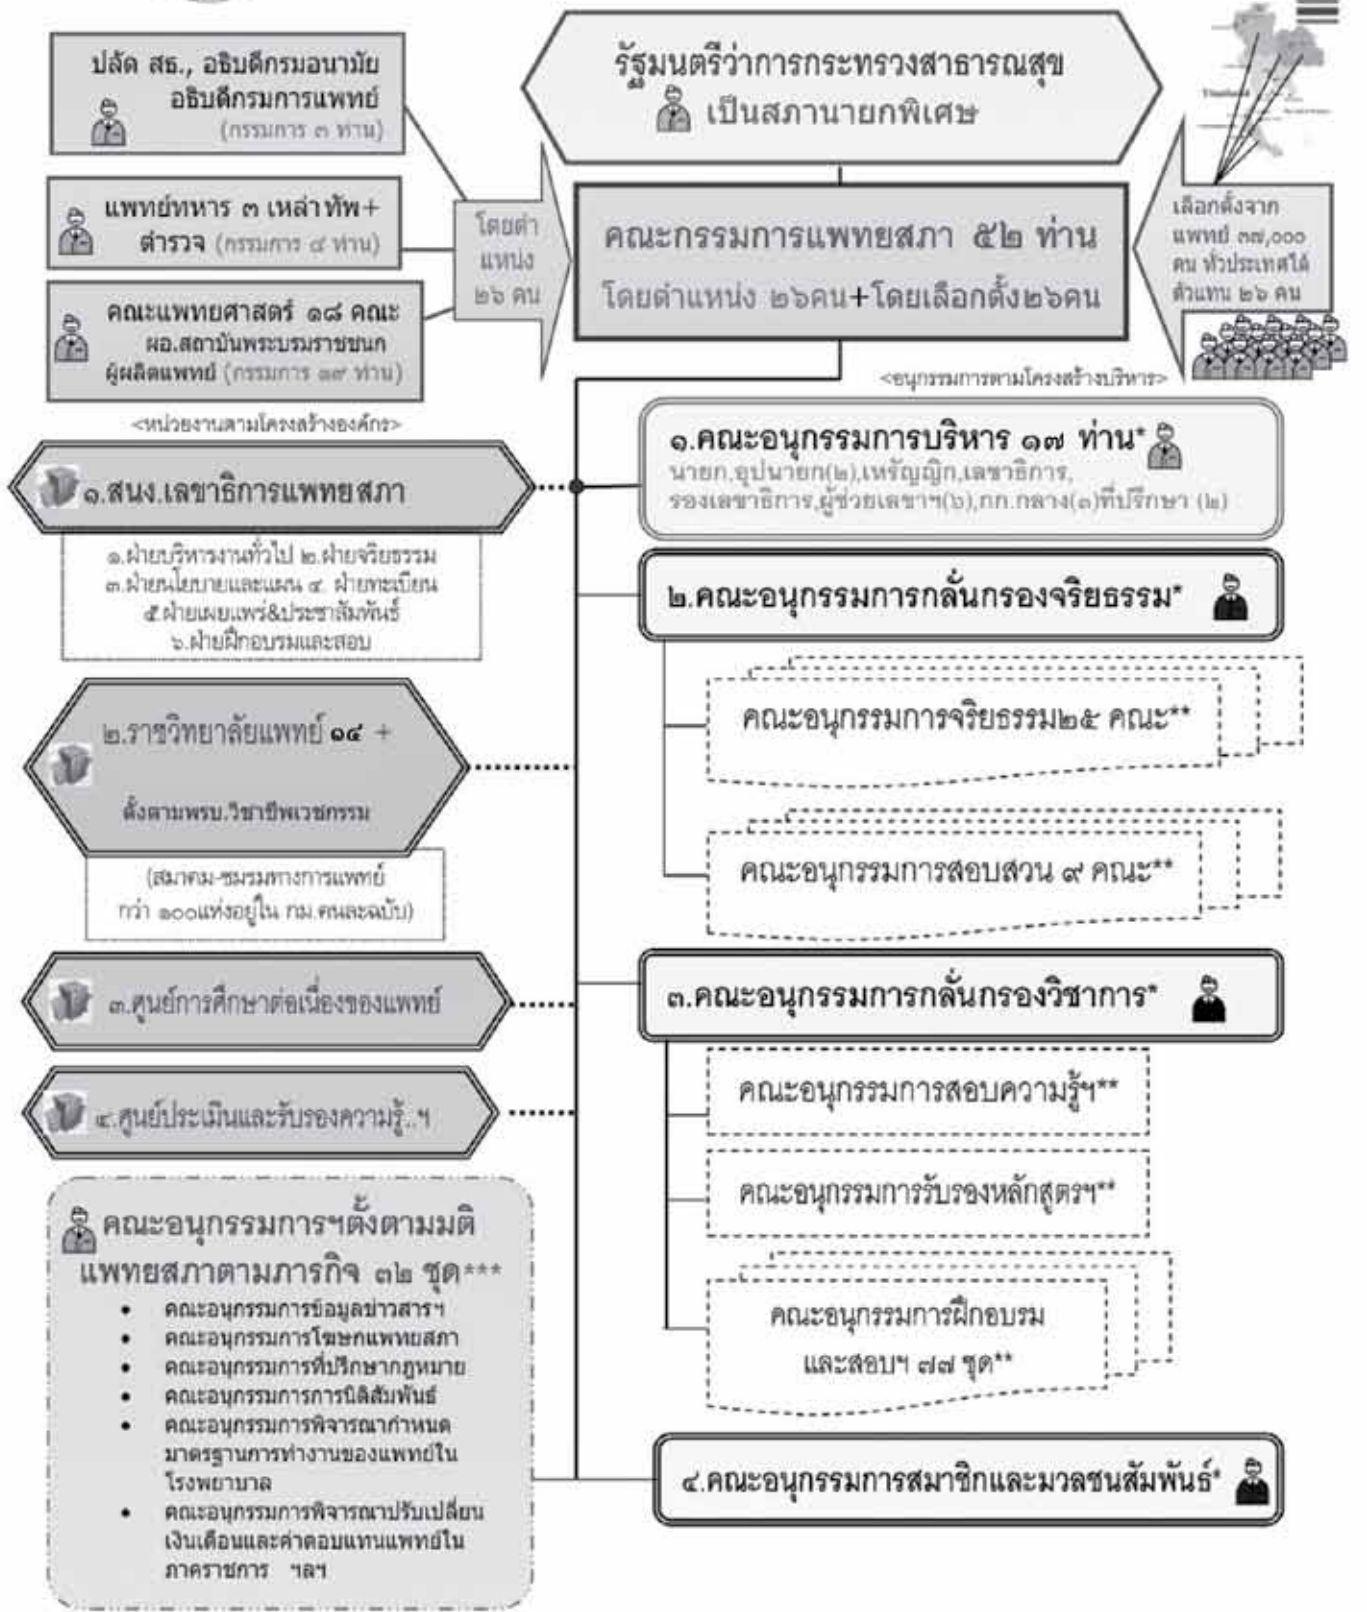 ปลัด สธ., อธิบดีกรมอนามัย
อธิบดีกรมการแพทย์
(กรรมการ ๓ ท่าน)
แพทย์ทหาร ๓ เหล่าทัพ+
ตำรวจ (กรรมการ ๔ ท่าน)
คณะแพทยศาสตร์ ๑๘ คณะ
ผอ.สถาบันพระบรมราชชนก
ผู้ผลิตแพทย์ (กรรมการ ๑๙ ท่าน)
โดยตำ
แหน่ง
๒๖ คน
รัฐมนตรีว่าการกระทรวงสาธารณสุข
เป็นสภานายกพิเศษ
คณะกรรมการแพทยสภา ๕๒ ท่าน
โดยตำแหน่ง ๒๖คน+โดยเลือกตั้ง๒๖คน
Thailand
เลือกตั้งจาก
แพทย์ ๓๗,๐๐๐
คน ทั่วประเทศได้
ตัวแทน ๒๖ คน
<หน่วยงานตามโครงสร้างองค์กร>
๑.สนง.เลขาธิการแพทยสภา
๑.ฝ่ายบริหารงานทั่วไป ๒.ฝ่ายจริยธรรม
๓.ฝ่ายนโยบายและแผน ๔. ฝ่ายทะเบียน
๕.ฝ่ายเผยแพร่&ประชาสัมพันธ์
๖.ฝ่ายฝึกอบรมและสอบ
๒.ราชวิทยาลัยแพทย์ ๑๔ +
ตั้งตามพรบ.วิชาชีพเวชกรรม
(สมาคม-ชมรมทางการแพทย์
กว่า ๑๐๐แห่งอยู่ใน กม.คนละฉบับ)
๓.ศูนย์การศึกษาต่อเนื่องของแพทย์
๔.ศูนย์ประเมินและรับรองความรู้..ฯ
คณะอนุกรรมการฯตั้งตามมติ
แพทยสภาตามภารกิจ ๓๒ ชุด***
• คณะอนุกรรมการข้อมูลข่าวสารฯ
• คณะอนุกรรมการโฆษกแพทยสภา
• คณะอนุกรรมการที่ปรึกษากฎหมาย
• คณะอนุกรรมการการนิติสัมพันธ์
• คณะอนุกรรมการพิจารณากำหนด
มาตรฐานการทำงานของแพทย์ใน
โรงพยาบาล
• คณะอนุกรรมการพิจารณาปรับเปลี่ยน
เงินเดือนและค่าตอบแทนแพทย์ใน
ภาคราชการ ฯลฯ
<อนุกรรมการตามโครงสร้างบริหาร>
๑.คณะอนุกรรมการบริหาร ๑๗ ท่าน*
นายก,อุปนายก(๒),เหรัญญิก,เลขาธิการ,
รองเลขาธิการ,ผู้ช่วยเลขาฯ(๖),กก.กลาง(๓)ที่ปรึกษา (๒)
๒.คณะอนุกรรมการกลั่นกรองจริยธรรม*
คณะอนุกรรมการจริยธรรม๒๕ คณะ**
คณะอนุกรรมการสอบสวน ๙ คณะ**
๓.คณะอนุกรรมการกลั่นกรองวิชาการ*
คณะอนุกรรมการสอบความรู้ฯ**
คณะอนุกรรมการรับรองหลักสูตรฯ**
คณะอนุกรรมการฝึกอบรม
และสอบฯ ๗๗ ชุด**
๔.คณะอนุกรรมการสมาชิกและมวลชนสัมพันธ์*